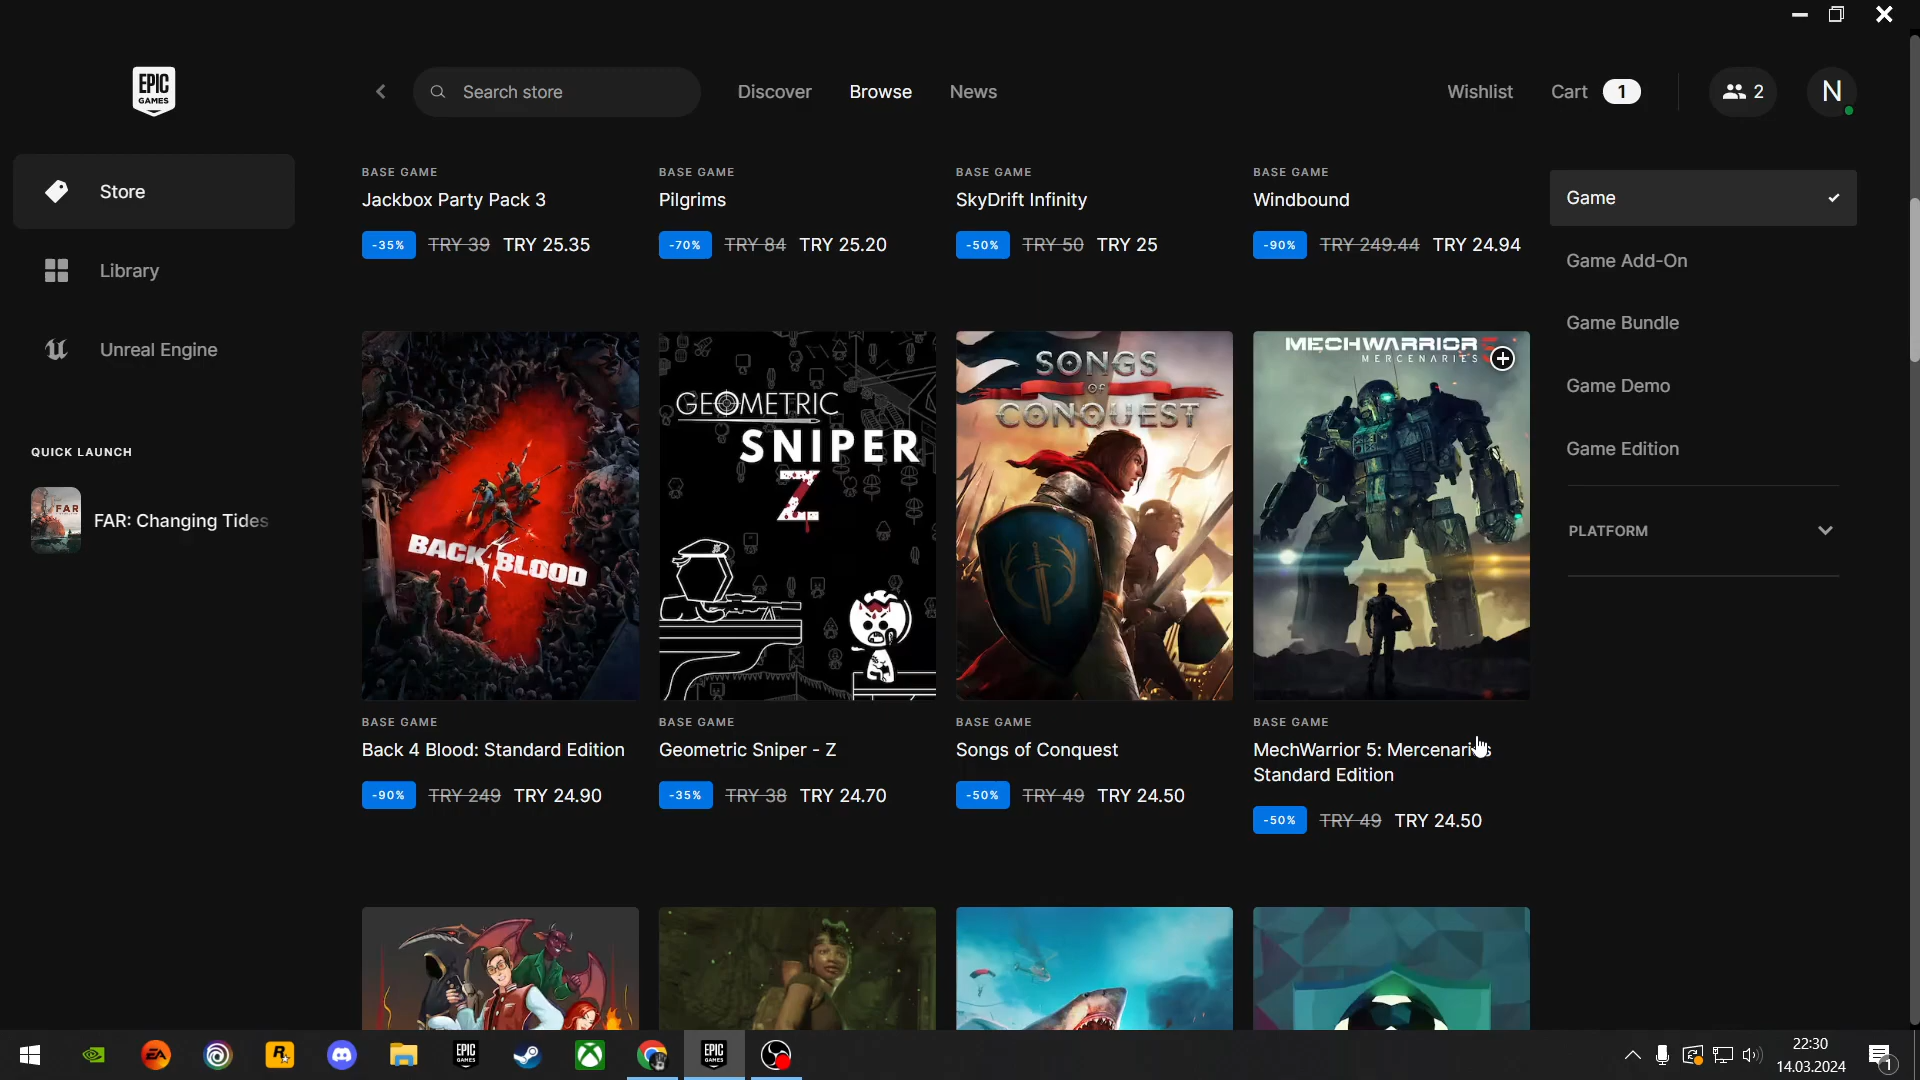 EPIC
GAMES
Search store
Discover
Browse
News
Wishlist
Cart
1
2
N
Store
Library
Unreal Engine
QUICK LAUNCH
FAR
FAR: Changing Tides
BASE GAME
Jackbox Party Pack 3
-35% TRY 39 TRY 25.35
BASE GAME
Pilgrims
-70% TRY 84 TRY 25.20
BASE GAME
SkyDrift Infinity
-50% TRY 50 TRY 25
BASE GAME
Windbound
-90% TRY 249.44 TRY 24.94
BACK 4 BLOOD
BASE GAME
Back 4 Blood: Standard Edition
-90% TRY 249 TRY 24.90
GEOMETRIC
SNIPER
Z
BASE GAME
Geometric Sniper - Z
-35% TRY 38 TRY 24.70
SONGS
OF
CONQUEST
BASE GAME
Songs of Conquest
-50% TRY 49 TRY 24.50
MECHWARRIOR 5
MERCENARIES
BASE GAME
MechWarrior 5: Mercenaries
Standard Edition
-50% TRY 49 TRY 24.50
Game
Game Add-On
Game Bundle
Game Demo
Game Edition
PLATFORM
EA
R
EPIC
GAMES
EPIC
GAMES
22:30
14.03.2024
1